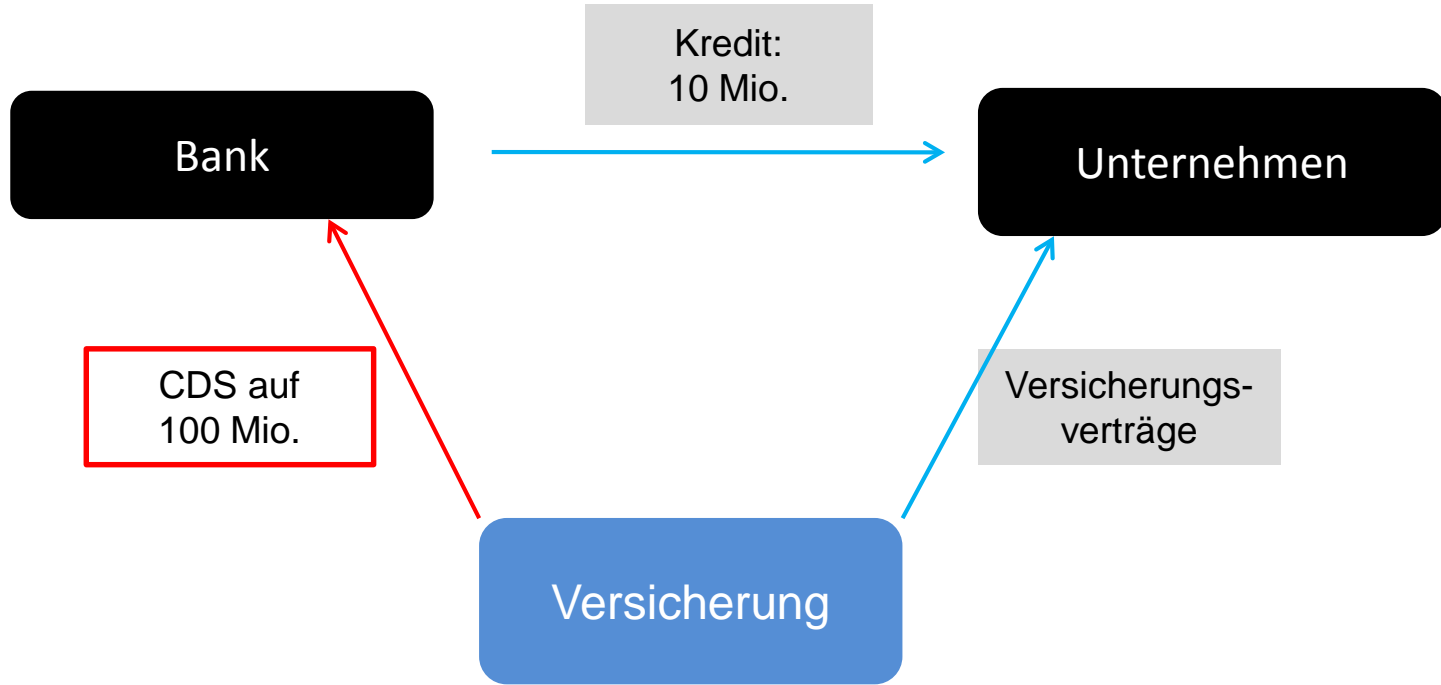 Kredit:
10 Mio.
Bank
Unternehmen
CDS auf
100 Mio.
Versicherungs-
verträge
Versicherung